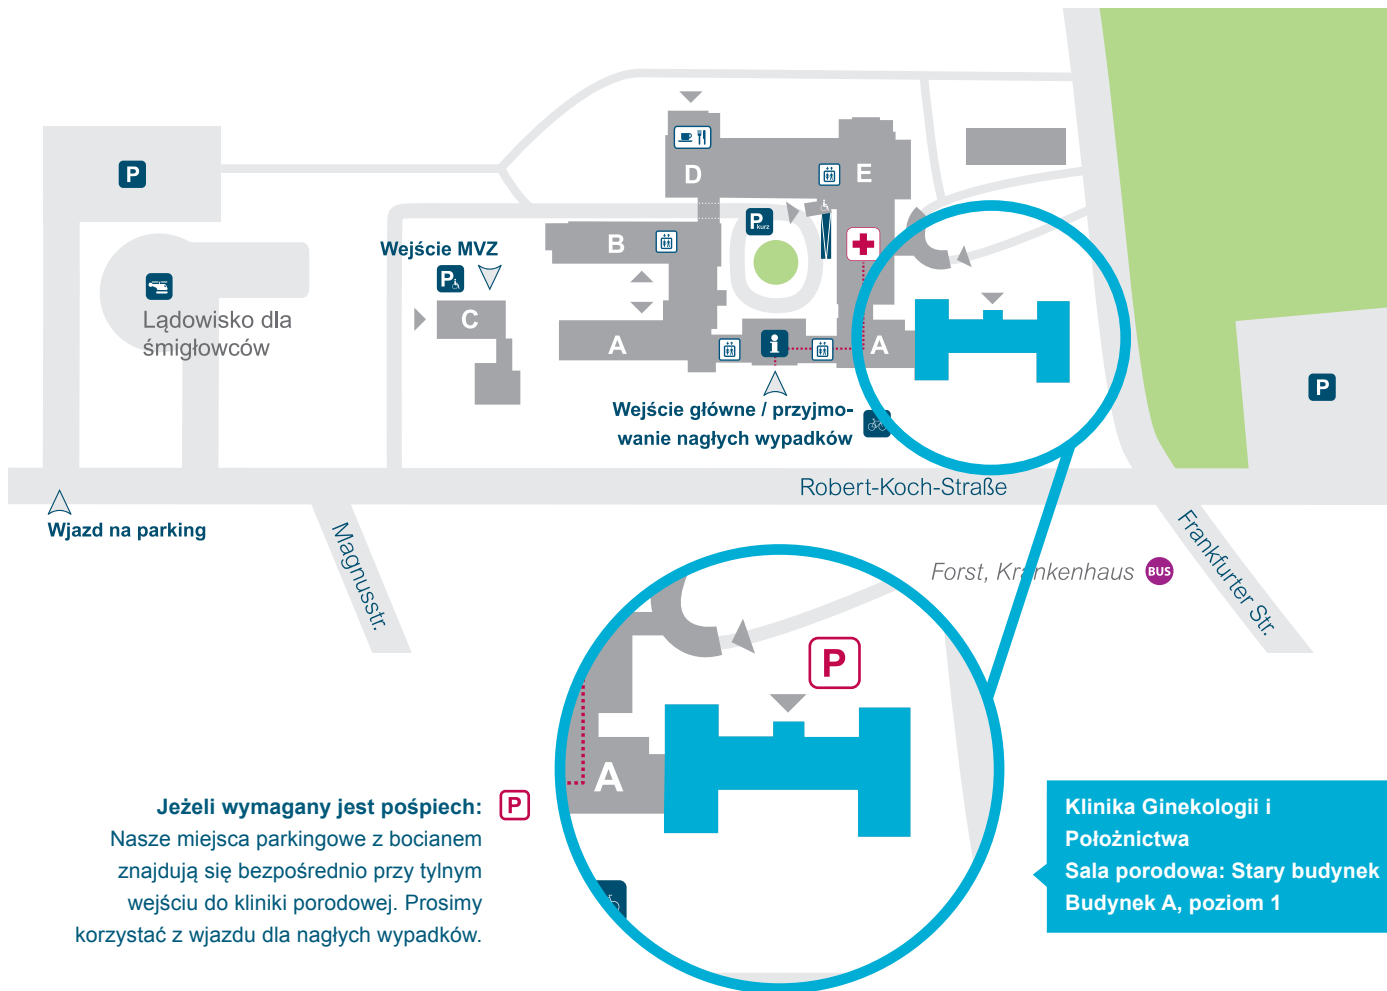 P
D
E
P kurz
B
Wejście MVZ
P
C
Lądowisko dla
śmigłowców
A
i
A
P
Wejście główne / przyjmo-
wanie nagłych wypadków
Robert-Koch-Straße
Wjazd na parking
Magnusstr.
Frankfurter Str.
Forst, Krankenhaus BUS
P
A
Jeżeli wymagany jest pośpiech: P
Nasze miejsca parkingowe z bocianem
znajdują się bezpośrednio przy tylnym
wejściu do kliniki porodowej. Prosimy
korzystać z wjazdu dla nagłych wypadków.
Klinika Ginekologii i
Położnictwa
Sala porodowa: Stary budynek
Budynek A, poziom 1